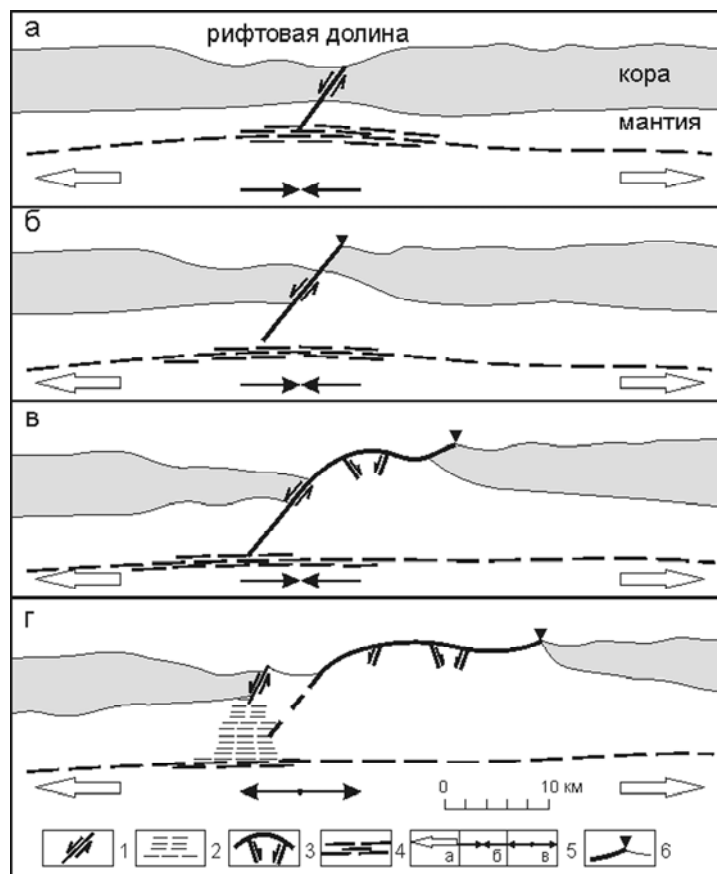 а
рифтовая долина
кора
мантия
б
в
г
0 10 км
1 2 3 4 а б в 5 6